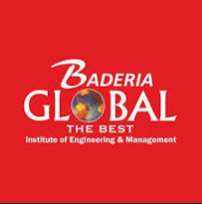 BADERIA
GLOBAL
THE BEST
Institute of Engineering & Management